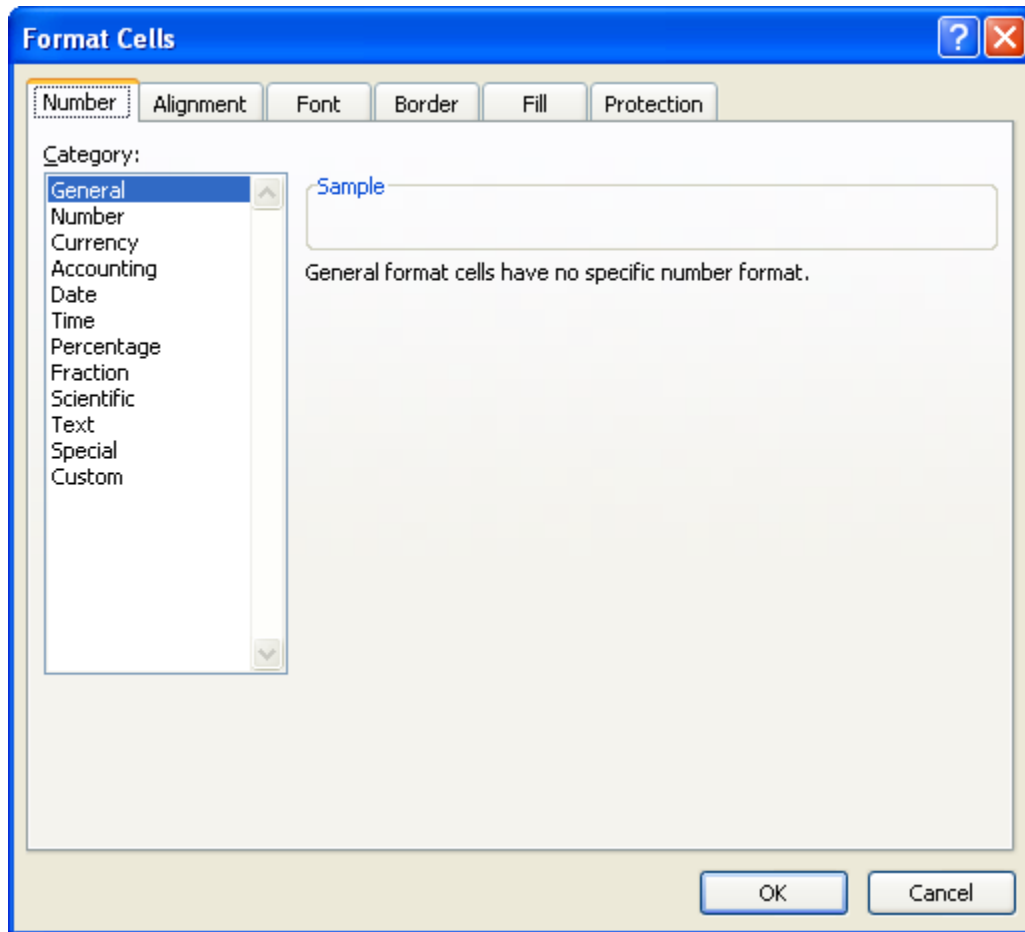 Format Cells
Number Alignment Font Border Fill Protection
Category:
General
Number
Currency
Accounting
Date
Time
Percentage
Fraction
Scientific
Text
Special
Custom
Sample
General format cells have no specific number format.
OK Cancel